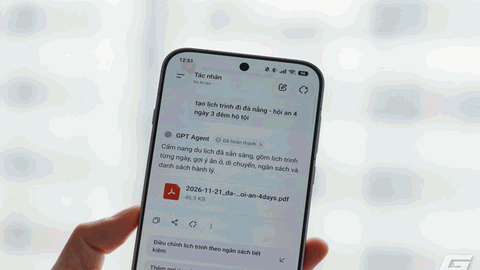 12:51
Tác nhân
tạo lịch trình đi đà nẵng - hội an 4
ngày 3 đêm hộ tôi
GPT Agent Đã hoàn thành >
Cẩm nang du lịch đã sẵn sàng, gồm lịch trình
từng ngày, gợi ý ăn ở, di chuyển, ngân sách và
danh sách hành lý.
2026-11-21_da-...oi-an-4days.pdf
46,9 KB
Điều chỉnh lịch trình theo ngân sách tiết
kiệm